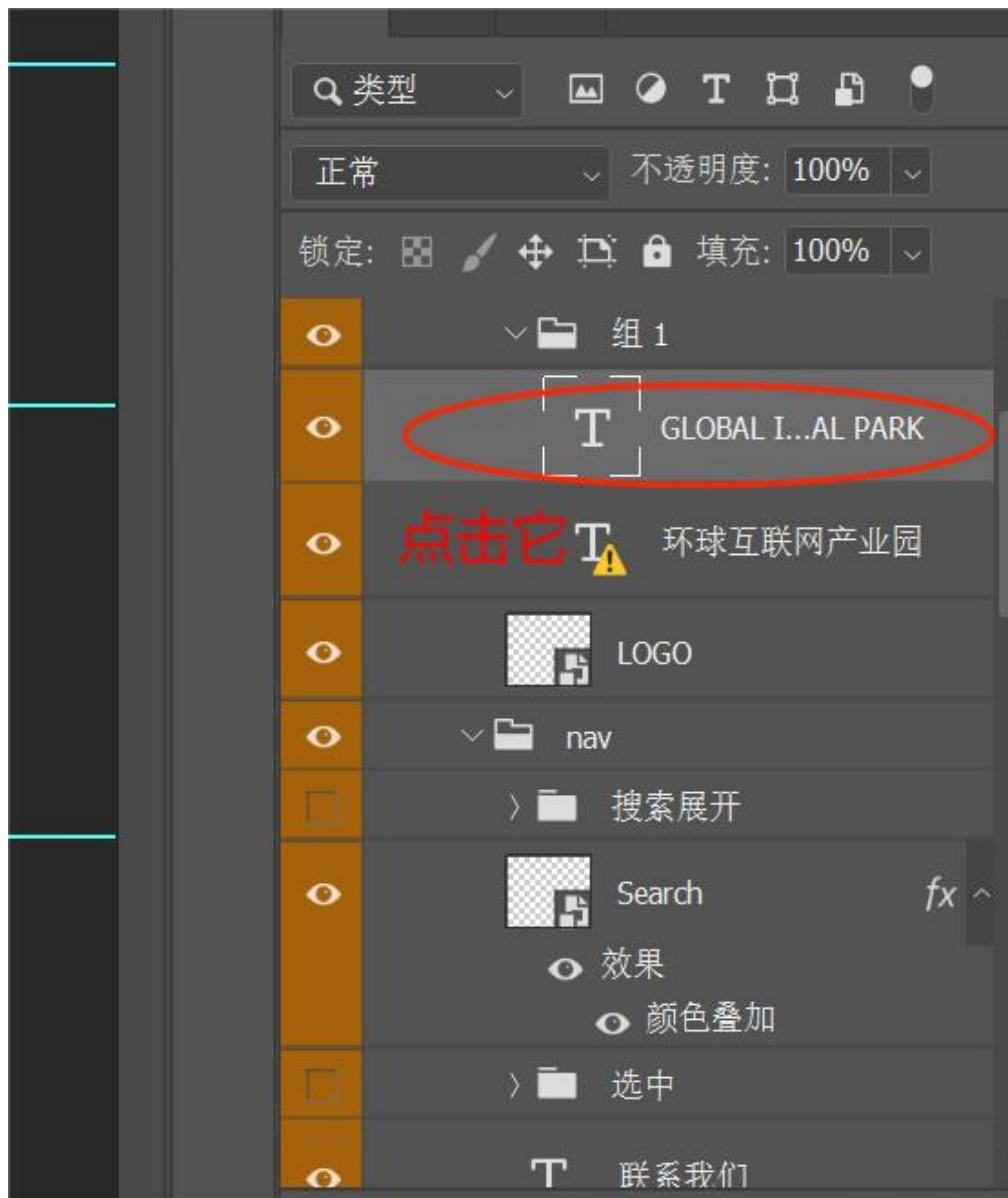 类型
正常 不透明度: 100%
锁定: 填充: 100%
组 1
T GLOBAL I...AL PARK
点击它 T 环球互联网产业园
LOGO
nav
搜索展开
Search fx
效果
颜色叠加
选中
T 联系我们